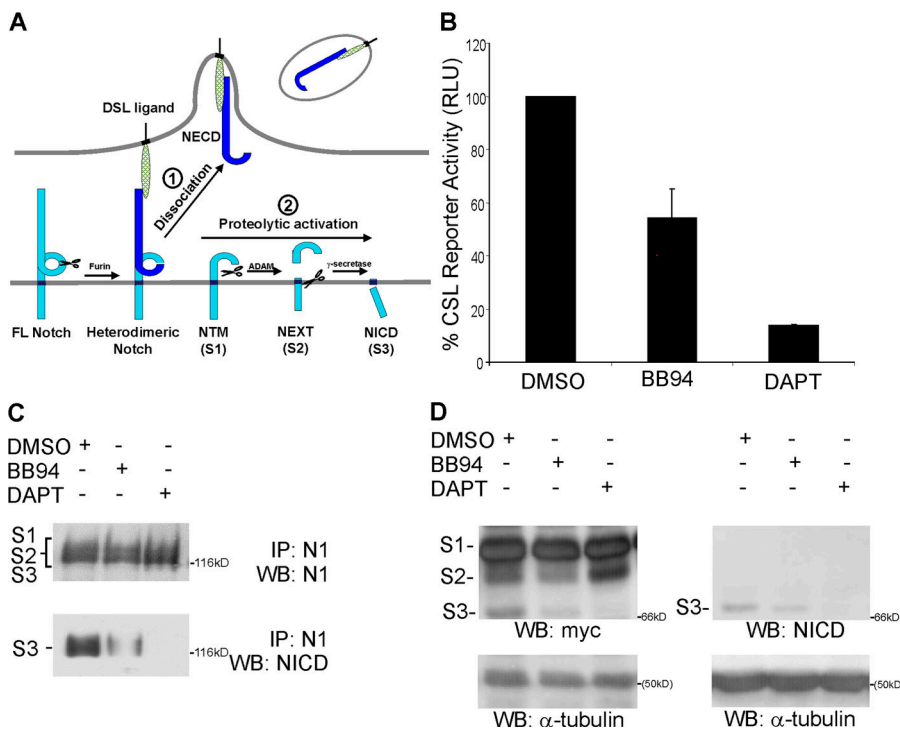 A
DSL ligand
NECD
1
Dissociation
2
Proteolytic activation
Furin
ADAM
γ-secretase
FL Notch
Heterodimeric
Notch
NTM
(S1)
NEXT
(S2)
NICD
(S3)
B
% CSL Reporter Activity (RLU)
120
100
80
60
40
20
0
DMSO
BB94
DAPT
C
DMSO + - -
BB94 - + -
DAPT - - +
S1
S2
S3
-116kD
IP: N1
WB: N1
S3 -
-116kD
IP: N1
WB: NICD
D
DMSO + - - + - -
BB94 - + - - + -
DAPT - - + - - +
S1-
S2-
S3-
-66kD
WB: myc
S3-
-66kD
WB: NICD
-(50kD)
WB: α-tubulin
-(50kD)
WB: α-tubulin